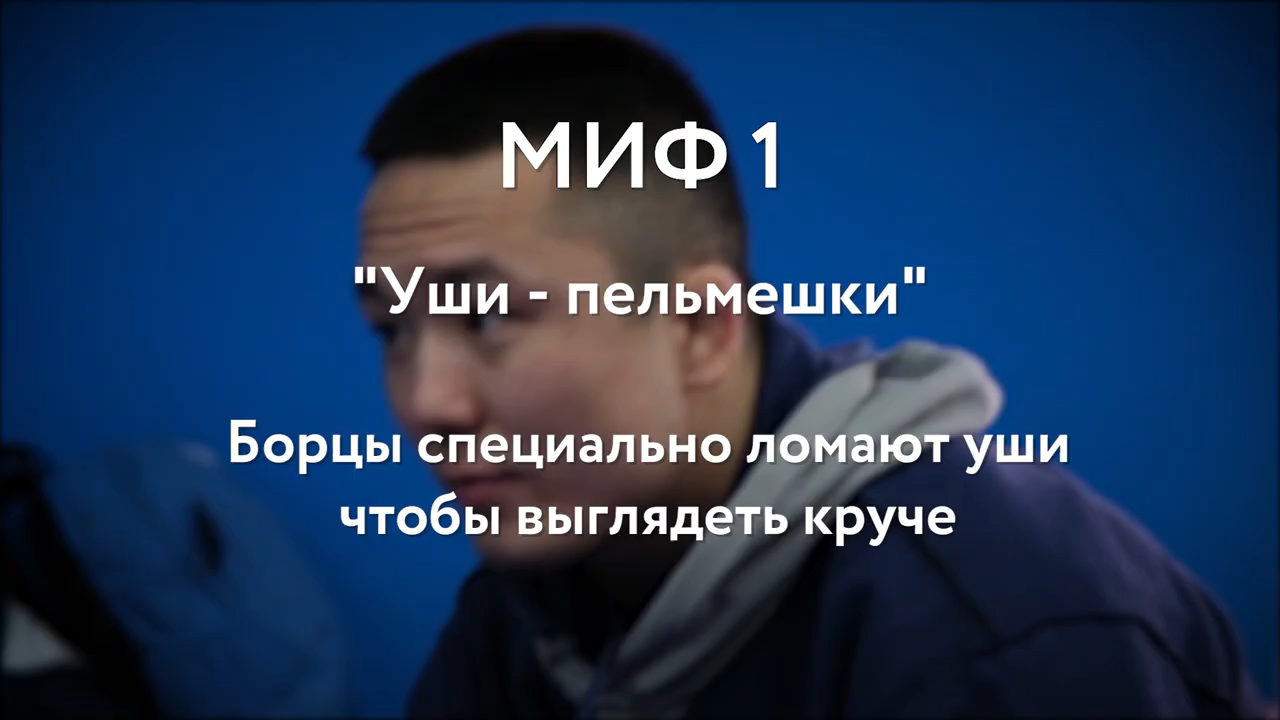 МИФ 1
"Уши - пельмешки"
Борцы специально ломают уши
чтобы выглядеть круче